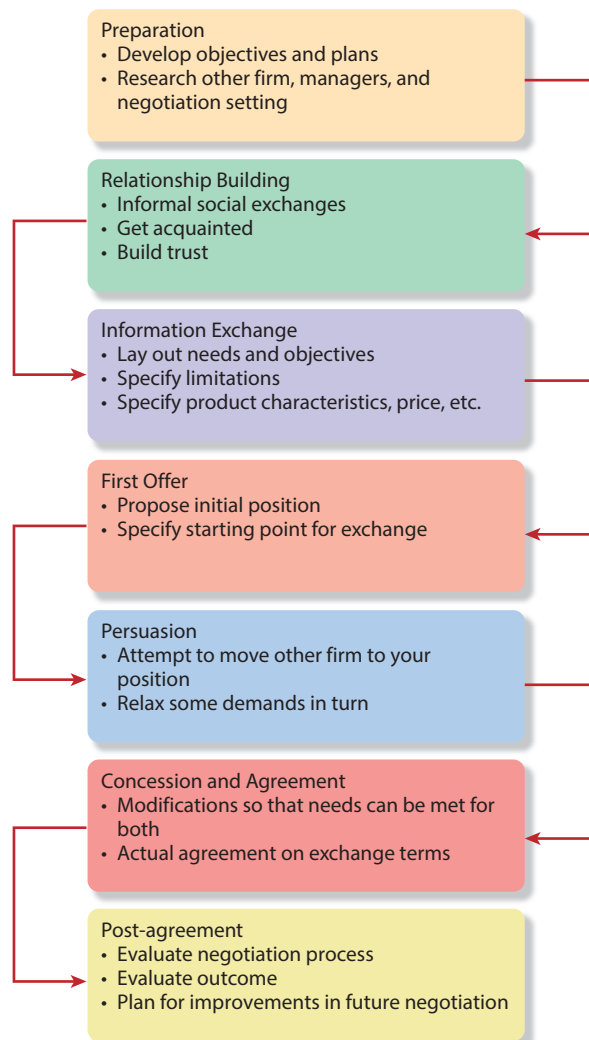 Preparation
• Develop objectives and plans
• Research other firm, managers, and
negotiation setting
Relationship Building
• Informal social exchanges
• Get acquainted
• Build trust
Information Exchange
• Lay out needs and objectives
• Specify limitations
• Specify product characteristics, price, etc.
First Offer
• Propose initial position
• Specify starting point for exchange
Persuasion
• Attempt to move other firm to your
position
• Relax some demands in turn
Concession and Agreement
• Modifications so that needs can be met for
both
• Actual agreement on exchange terms
Post-agreement
• Evaluate negotiation process
• Evaluate outcome
• Plan for improvements in future negotiation